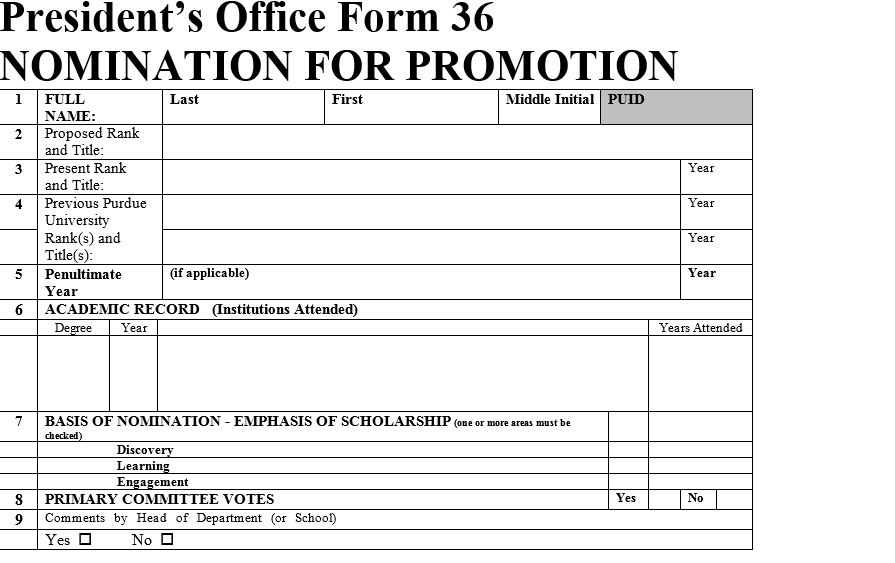 President’s Office Form 36
NOMINATION FOR PROMOTION
1 FULL NAME: Last First Middle Initial PUID
2 Proposed Rank and Title:
3 Present Rank and Title: Year
4 Previous Purdue University Rank(s) and Title(s): Year
Year
5 Penultimate Year (if applicable) Year
6 ACADEMIC RECORD (Institutions Attended)
Degree Year Years Attended
7 BASIS OF NOMINATION - EMPHASIS OF SCHOLARSHIP (one or more areas must be checked)
Discovery
Learning
Engagement
8 PRIMARY COMMITTEE VOTES Yes No
9 Comments by Head of Department (or School)
Yes ☐ No ☐